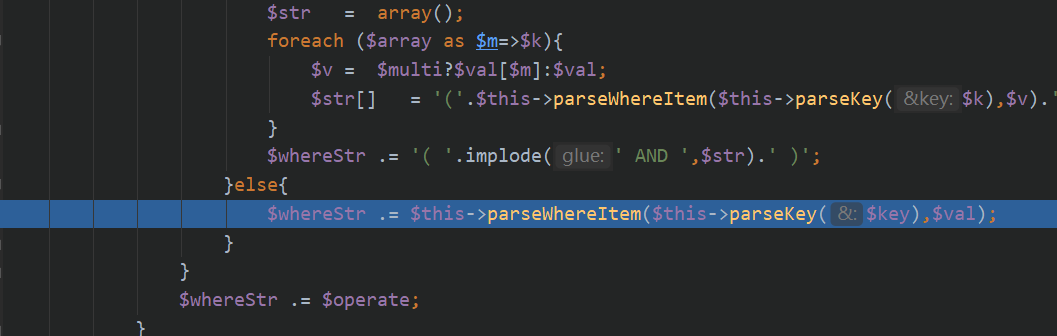 $str   =  array();
foreach ($array as $m=>$k){
$v =  $multi?$val[$m]:$val;
$str[]   = '('.$this->parseWhereItem($this->parseKey( &key: $k),$v).'
}
$whereStr .= '( '.implode( glue: ' AND ',$str).' )';
}else{
$whereStr .= $this->parseWhereItem($this->parseKey( &: $key),$val);
}
}
$whereStr .= $operate;
}